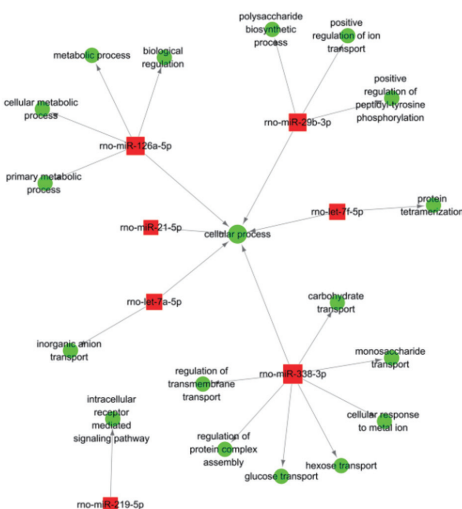 polysaccharide
biosynthetic
process
positive
regulation of ion
transport
metabolic process
biological
regulation
positive
regulation of
peptidyl-tyrosine
phosphorylation
cellular metabolic
process
rno-miR-29b-3p
rno-miR-126a-5p
primary metabolic
process
rno-let-7f-5p
protein
tetramerization
rno-miR-21-5p
cellular process
rno-let-7a-5p
carbohydrate
transport
inorganic anion
transport
monosaccharide
transport
regulation of
transmembrane
transport
rno-miR-338-3p
intracellular
receptor
mediated
signaling pathway
cellular response
to metal ion
regulation of
protein complex
assembly
hexose transport
glucose transport
rno-miR-219-5p